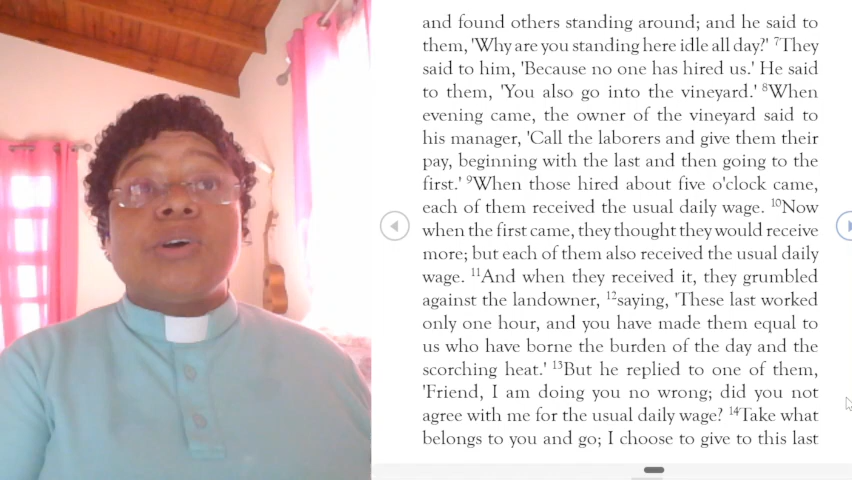 and found others standing around; and he said to
them, 'Why are you standing here idle all day?' ⁷They
said to him, 'Because no one has hired us.' He said
to them, 'You also go into the vineyard.' ⁸When
evening came, the owner of the vineyard said to
his manager, 'Call the laborers and give them their
pay, beginning with the last and then going to the
first.' ⁹When those hired about five o'clock came,
each of them received the usual daily wage. ¹⁰Now
when the first came, they thought they would receive
more; but each of them also received the usual daily
wage. ¹¹And when they received it, they grumbled
against the landowner, ¹²saying, 'These last worked
only one hour, and you have made them equal to
us who have borne the burden of the day and the
scorching heat.' ¹³But he replied to one of them,
'Friend, I am doing you no wrong; did you not
agree with me for the usual daily wage? ¹⁴Take what
belongs to you and go; I choose to give to this last